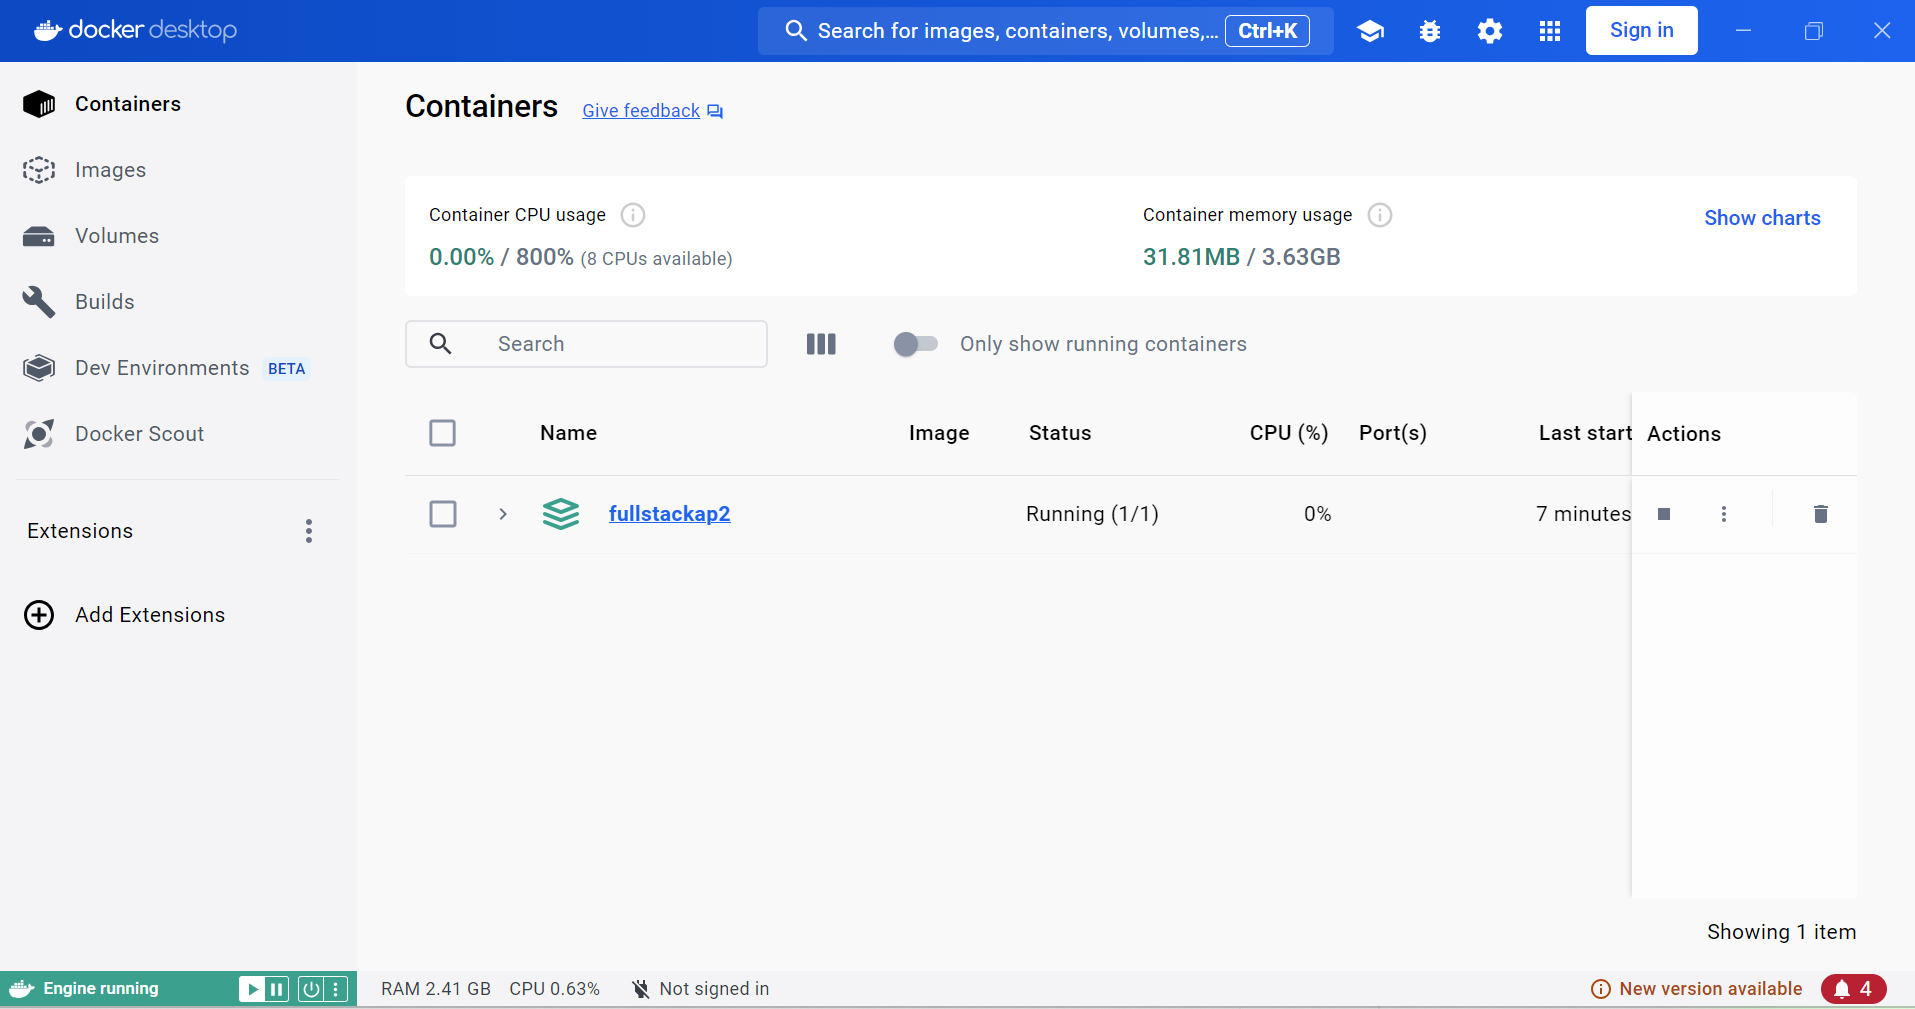 docker desktop
Search for images, containers, volumes,... Ctrl+K
Sign in
Containers
Images
Volumes
Builds
Dev Environments BETA
Docker Scout
Extensions
Add Extensions
Containers Give feedback
Container CPU usage
0.00% / 800% (8 CPUs available)
Container memory usage
31.81MB / 3.63GB
Show charts
Search
Only show running containers
Name Image Status CPU (%) Port(s) Last start Actions
fullstackap2 Running (1/1) 0% 7 minutes
Showing 1 item
Engine running
RAM 2.41 GB CPU 0.63% Not signed in
New version available 4